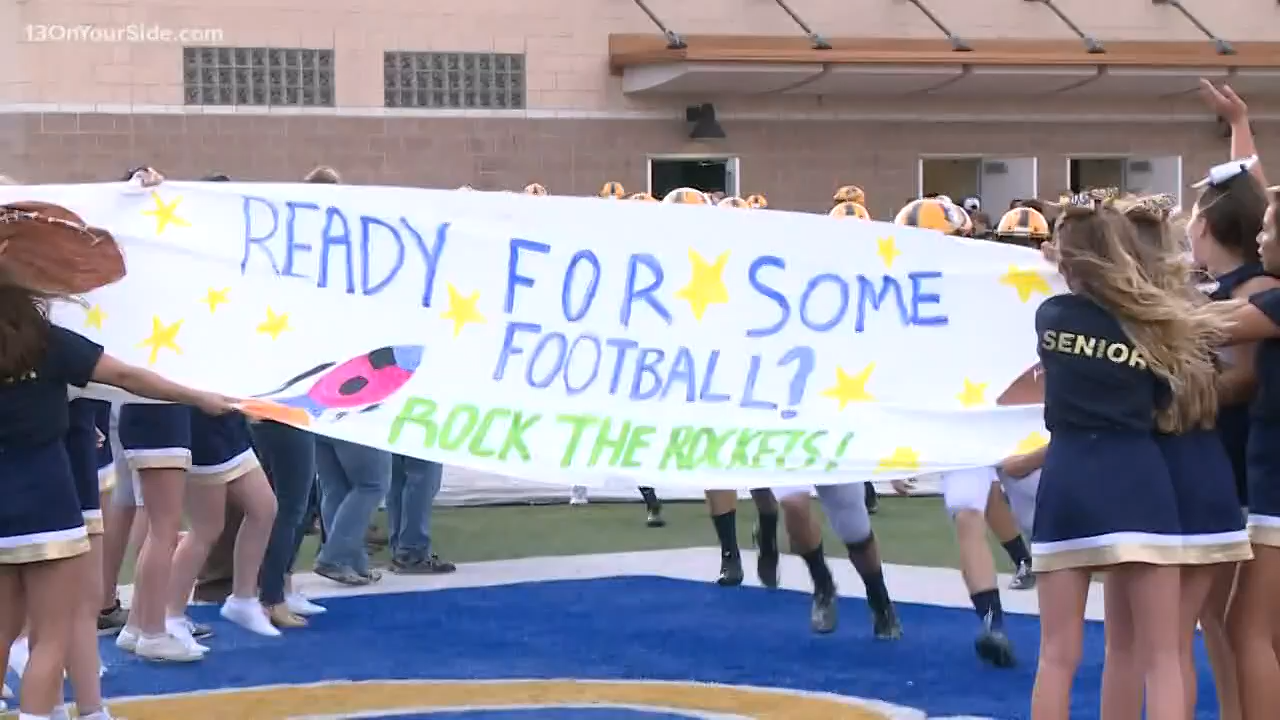 13OnYourSide.com
READY FOR SOME
FOOTBALL?
ROCK THE ROCKETS!
SENIOR